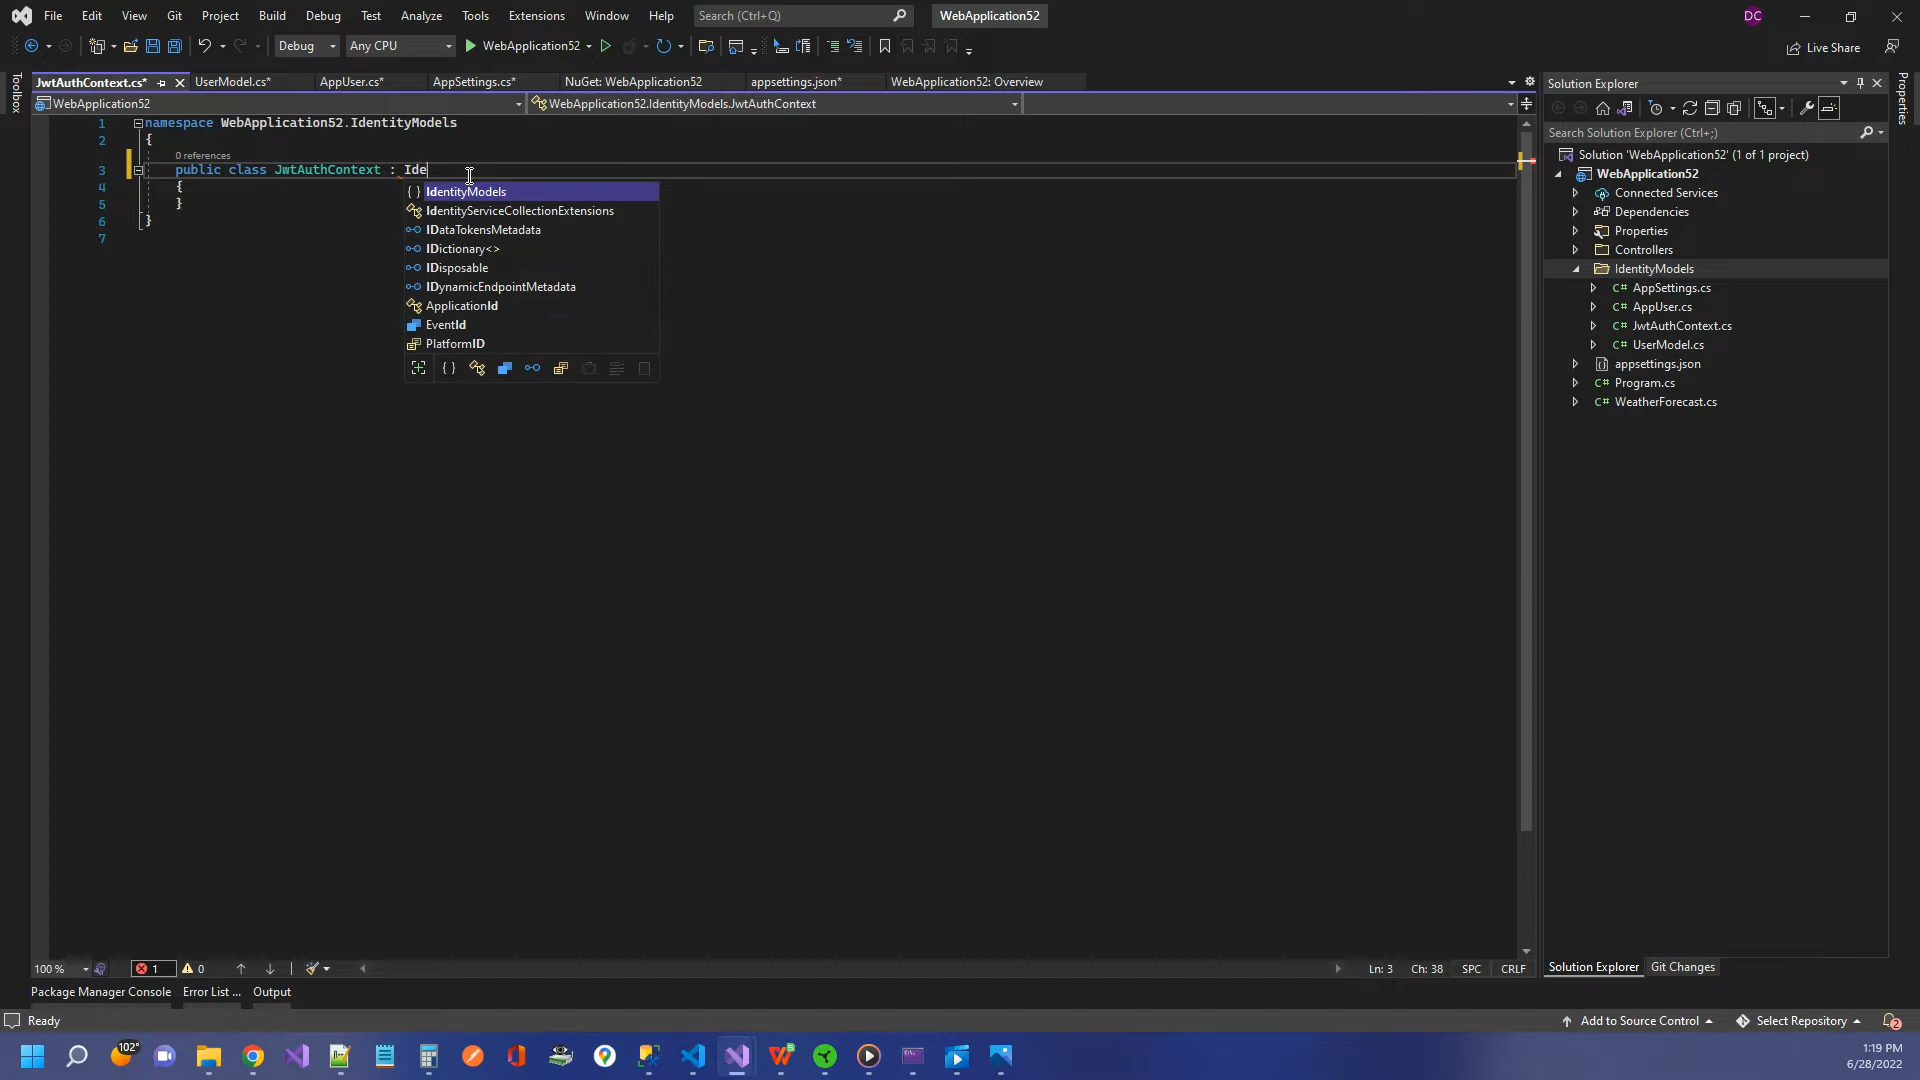 File Edit View Git Project Build Debug Test Analyze Tools Extensions Window Help Search (Ctrl+Q) WebApplication52 DC
Debug Any CPU WebApplication52 Live Share
Toolbox
JwtAuthContext.cs* UserModel.cs* AppUser.cs* AppSettings.cs* NuGet: WebApplication52 appsettings.json* WebApplication52: Overview
WebApplication52 WebApplication52.IdentityModels.JwtAuthContext
1 namespace WebApplication52.IdentityModels
2 {
0 references
3 public class JwtAuthContext : Ide
4 {
5 }
6 }
7
IdentityModels
IdentityServiceCollectionExtensions
IDataTokensMetadata
IDictionary<>
IDisposable
IDynamicEndpointMetadata
ApplicationId
EventId
PlatformID
Solution Explorer
Search Solution Explorer (Ctrl+;)
Solution 'WebApplication52' (1 of 1 project)
WebApplication52
Connected Services
Dependencies
Properties
Controllers
IdentityModels
C# AppSettings.cs
C# AppUser.cs
C# JwtAuthContext.cs
C# UserModel.cs
appsettings.json
C# Program.cs
C# WeatherForecast.cs
Properties
100 % 1 0 Ln: 3 Ch: 38 SPC CRLF
Solution Explorer Git Changes
Package Manager Console Error List ... Output
Ready Add to Source Control Select Repository 2
102°
1:19 PM
6/28/2022